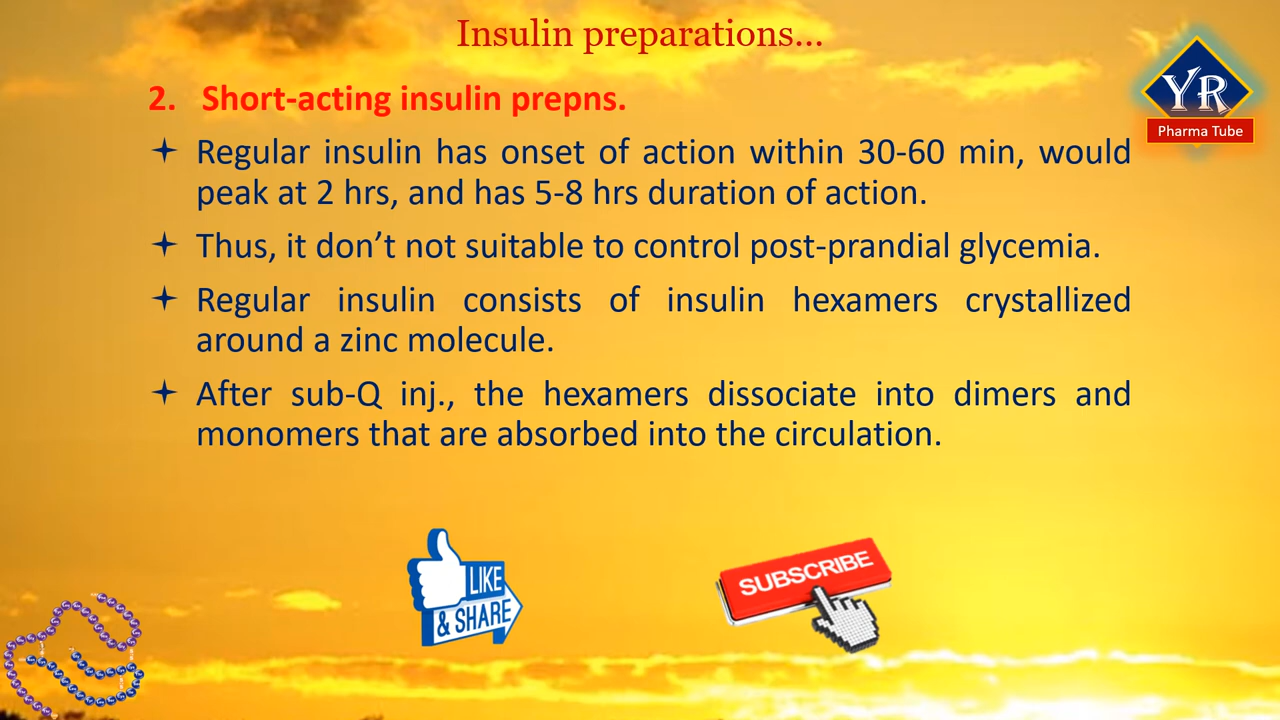 Insulin preparations...
2. Short-acting insulin prepns.
Regular insulin has onset of action within 30-60 min, would
peak at 2 hrs, and has 5-8 hrs duration of action.
Thus, it don’t not suitable to control post-prandial glycemia.
Regular insulin consists of insulin hexamers crystallized
around a zinc molecule.
After sub-Q inj., the hexamers dissociate into dimers and
monomers that are absorbed into the circulation.
YR
Pharma Tube
LIKE
& SHARE
SUBSCRIBE